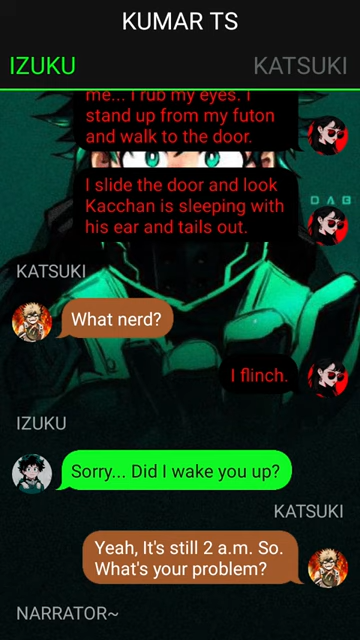 KUMAR TS
IZUKU
KATSUKI
me... I rub my eyes. I
stand up from my futon
and walk to the door.
I slide the door and look
Kacchan is sleeping with
his ear and tails out.
DAB
KATSUKI
What nerd?
I flinch.
IZUKU
Sorry... Did I wake you up?
KATSUKI
Yeah, It's still 2 a.m. So.
What's your problem?
NARRATOR~